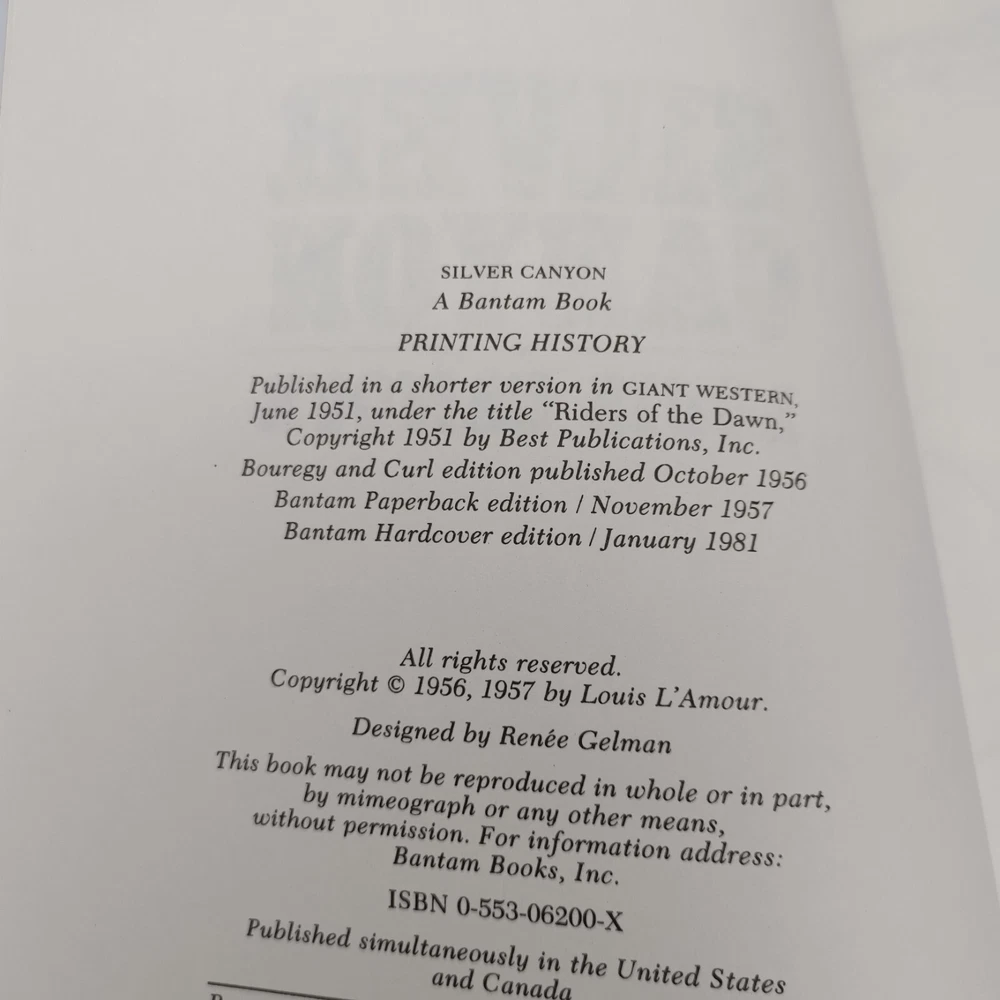 SILVER CANYON
A Bantam Book
PRINTING HISTORY
Published in a shorter version in GIANT WESTERN,
June 1951, under the title “Riders of the Dawn,”
Copyright 1951 by Best Publications, Inc.
Bouregy and Curl edition published October 1956
Bantam Paperback edition / November 1957
Bantam Hardcover edition / January 1981
All rights reserved.
Copyright © 1956, 1957 by Louis L’Amour.
Designed by Renée Gelman
This book may not be reproduced in whole or in part,
by mimeograph or any other means,
without permission. For information address:
Bantam Books, Inc.
ISBN 0-553-06200-X
Published simultaneously in the United States
and Canada